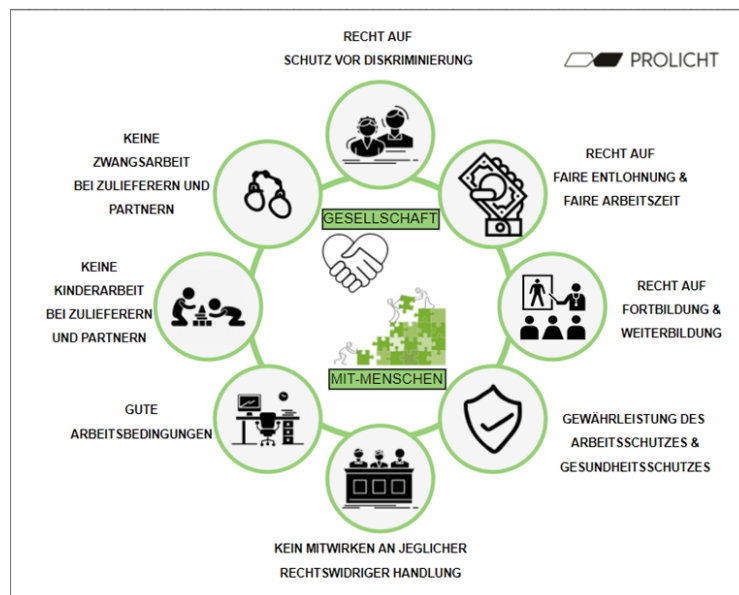 RECHT AUF
SCHUTZ VOR DISKRIMINIERUNG
PROLICHT
KEINE
ZWANGSARBEIT
BEI ZULIEFERERN UND
PARTNERN
RECHT AUF
FAIRE ENTLOHNUNG &
FAIRE ARBEITSZEIT
GESELLSCHAFT
KEINE
KINDERARBEIT
BEI ZULIEFERERN
UND PARTNERN
RECHT AUF
FORTBILDUNG &
WEITERBILDUNG
MIT-MENSCHEN
GUTE
ARBEITSBEDINGUNGEN
GEWÄHRLEISTUNG DES
ARBEITSSCHUTZES &
GESUNDHEITSSCHUTZES
KEIN MITWIRKEN AN JEGLICHER
RECHTSWIDRIGER HANDLUNG